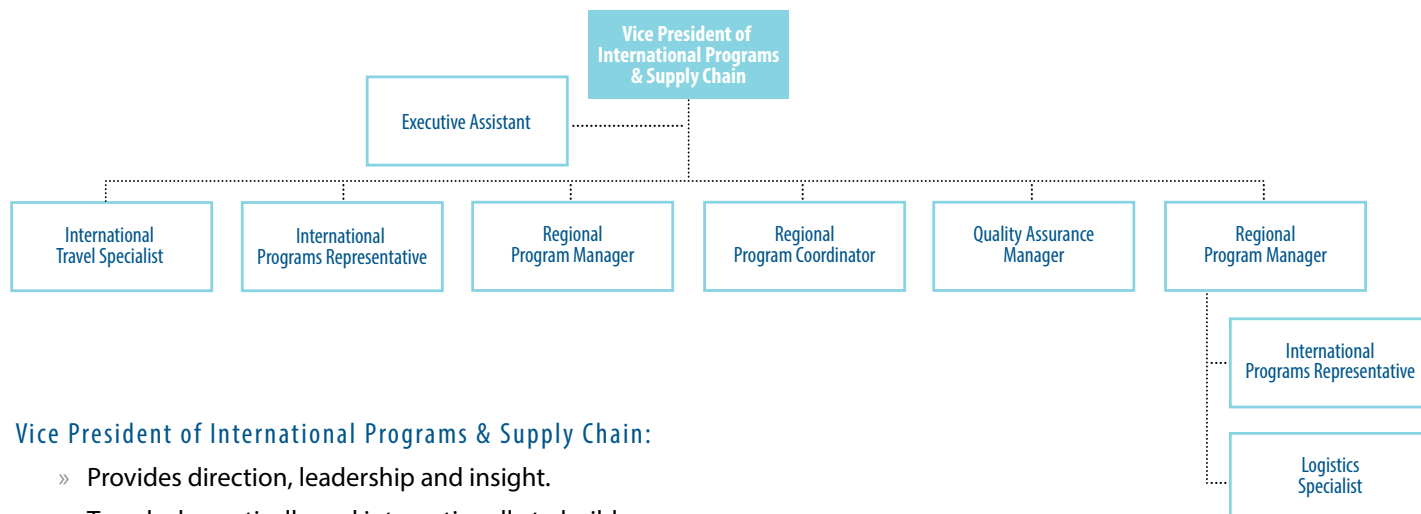 Vice President of
International Programs
& Supply Chain
Executive Assistant
International
Travel Specialist
International
Programs Representative
Regional
Program Manager
Regional
Program Coordinator
Quality Assurance
Manager
Regional
Program Manager
International
Programs Representative
Logistics
Specialist
Vice President of International Programs & Supply Chain:
» Provides direction, leadership and insight.